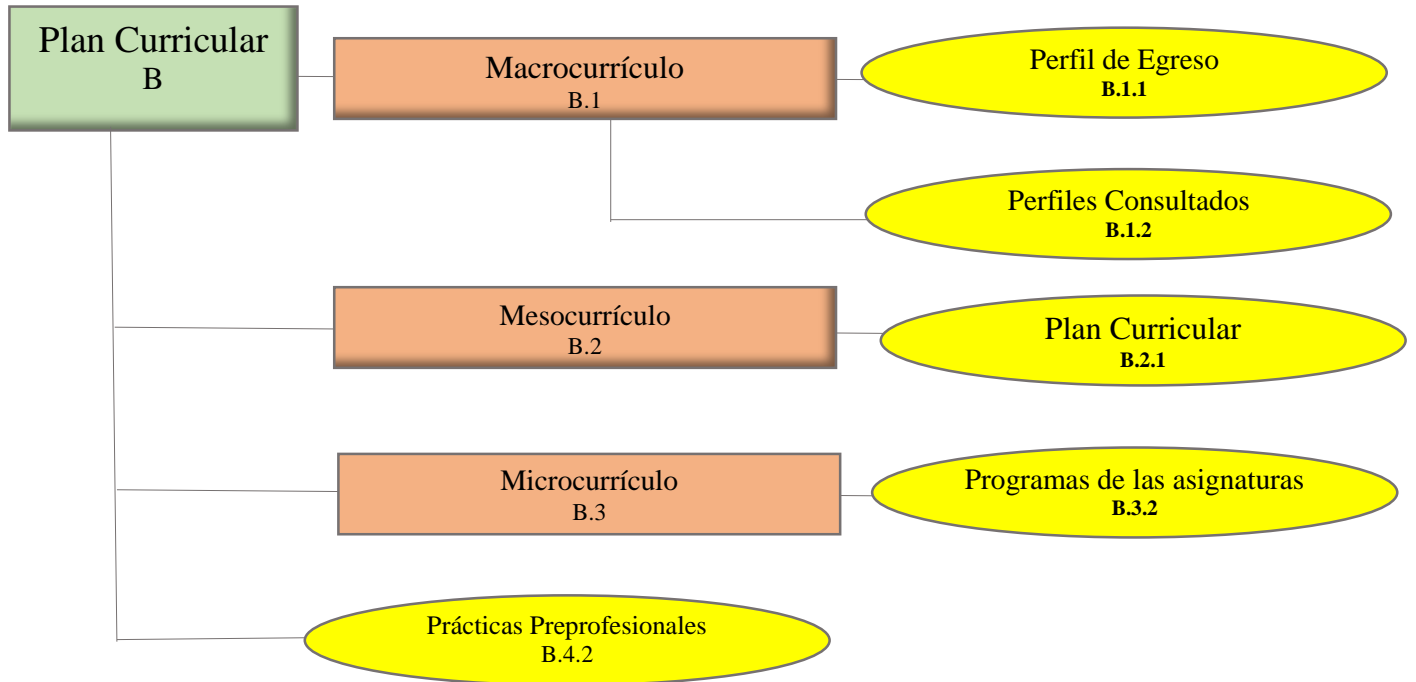 Plan Curricular
B
Macrocurrículo
B.1
Perfil de Egreso
B.1.1
Perfiles Consultados
B.1.2
Mesocurrículo
B.2
Plan Curricular
B.2.1
Microcurrículo
B.3
Programas de las asignaturas
B.3.2
Prácticas Preprofesionales
B.4.2